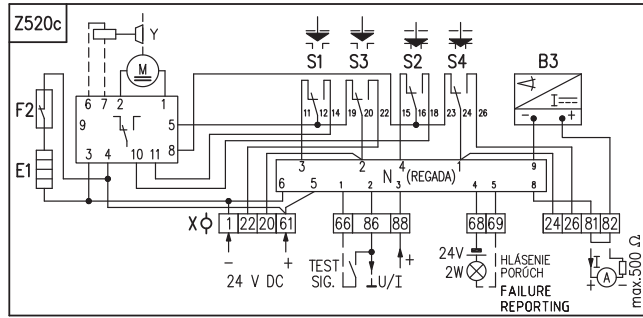 Z520c
Y
M
S1 S3 S2 S4 B3
F2
6 7 2 1
9 5
8
3 4 10 11
11 12 14 19 20 22 15 16 18 23 24 26
I
- +
E1
3 2 4 1 9
N (REGADA)
6 5 1 2 3 4 5 8
X 1 22 20 61 66 86 88 68 69 24 26 81 82
- +
24 V DC
TEST
SIG.
U/I
+
24V
2W
HLÁSENIE
PORÚCH
FAILURE
REPORTING
I
+ A -
max.500 Ω